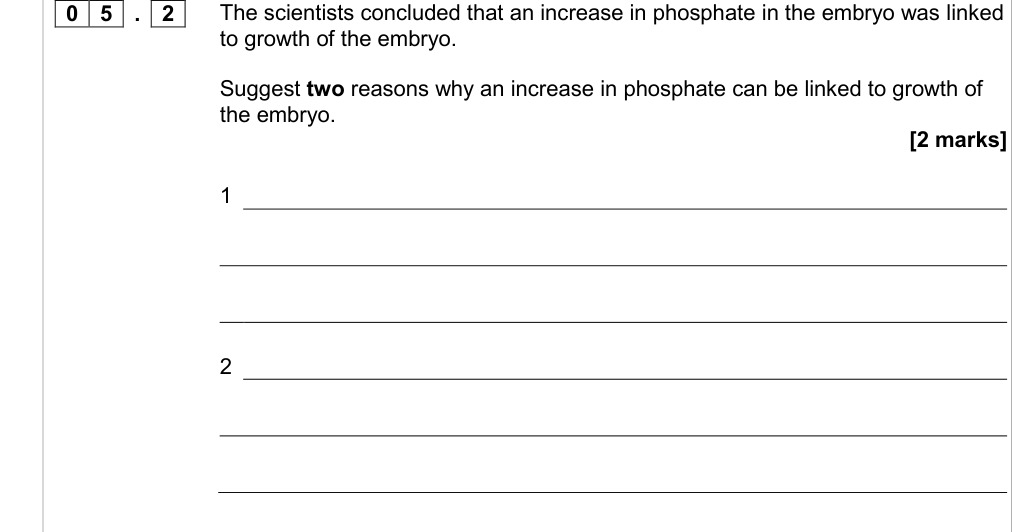 0 5 . 2 The scientists concluded that an increase in phosphate in the embryo was linked
to growth of the embryo.
Suggest two reasons why an increase in phosphate can be linked to growth of
the embryo.
[2 marks]
1
2